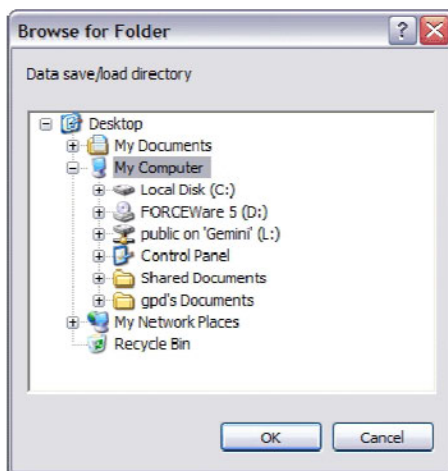 Browse for Folder
Data save/load directory
Desktop
My Documents
My Computer
Local Disk (C:)
FORCEWare 5 (D:)
public on 'Gemini' (L:)
Control Panel
Shared Documents
gpd's Documents
My Network Places
Recycle Bin
OK Cancel